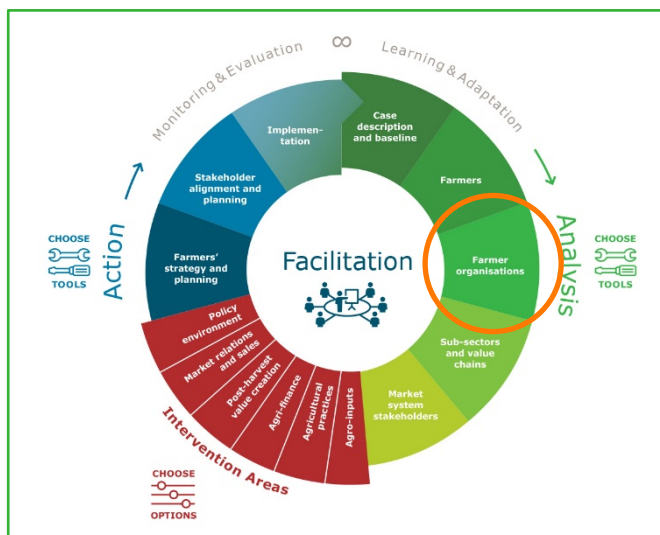 Monitoring & Evaluation
∞
Learning & Adaptation
Case
description
and baseline
Farmers
Farmer
organisations
Sub-sectors
and value
chains
Market
system
stakeholders
Agro-inputs
Agricultural
practices
Agri-finance
Post-harvest
value creation
Market relations
and sales
Policy
environment
Farmers'
strategy and
planning
Stakeholder
alignment and
planning
Implemen-
tation
Facilitation
Analysis
CHOOSE
TOOLS
Intervention Areas
CHOOSE
OPTIONS
Action
CHOOSE
TOOLS